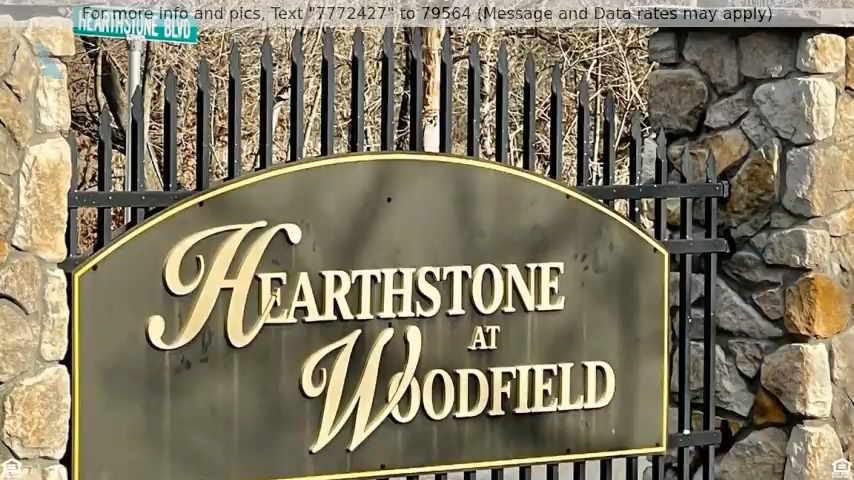 For more info and pics, Text "7772427" to 79564 (Message and Data rates may apply)
HEARTHSTONE BLVD
HEARTHSTONE
AT
WOODFIELD